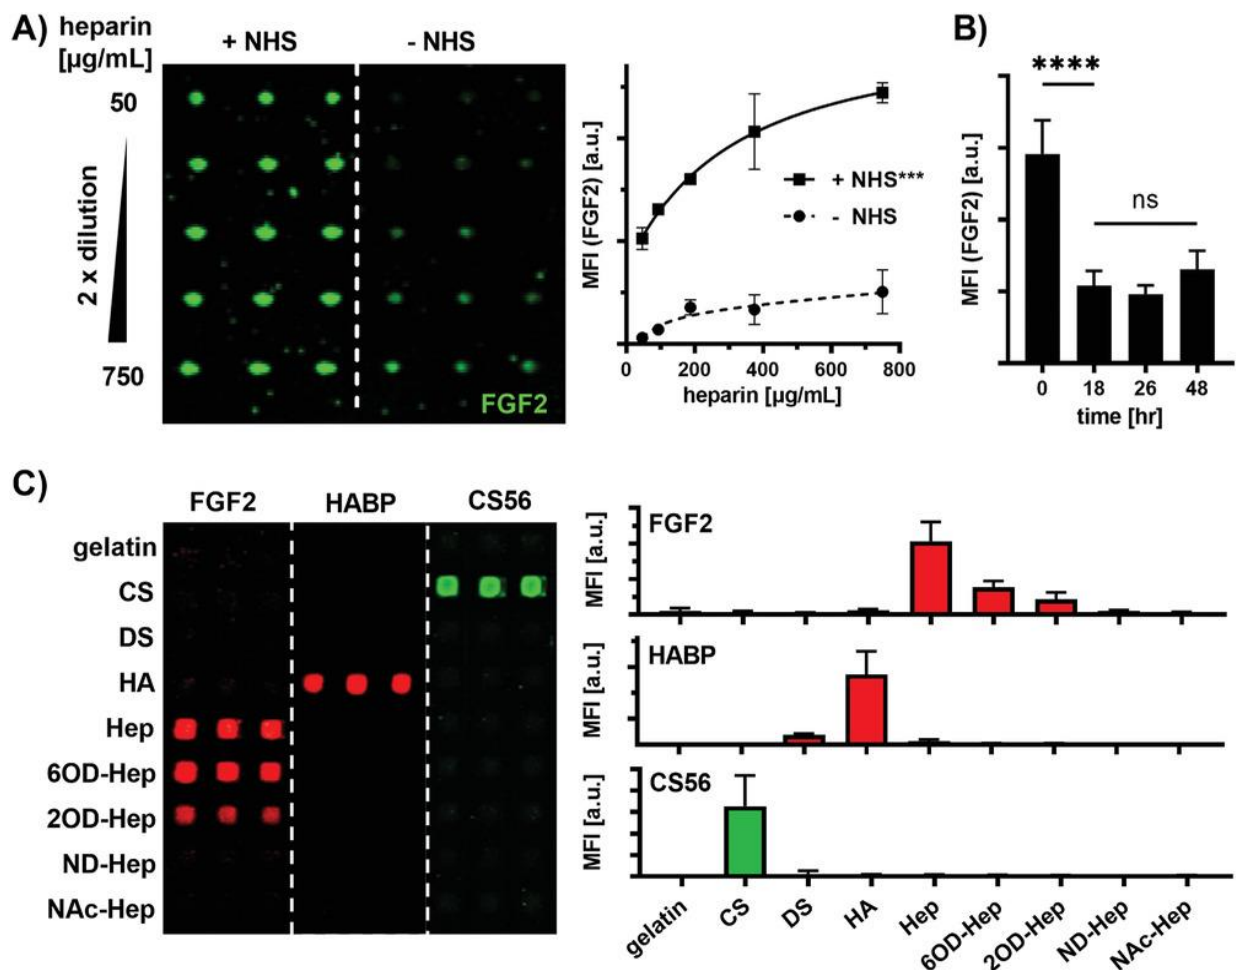 A)
heparin
[µg/mL]
+ NHS
- NHS
50
2 x dilution
750
FGF2
MFI (FGF2) [a.u.]
+ NHS***
- NHS
0
200
400
600
800
heparin [µg/mL]
B)
****
ns
MFI (FGF2) [a.u.]
0
18
26
48
time [hr]
C)
FGF2
HABP
CS56
gelatin
CS
DS
HA
Hep
6OD-Hep
2OD-Hep
ND-Hep
NAc-Hep
FGF2
MFI [a.u.]
HABP
MFI [a.u.]
CS56
MFI [a.u.]
gelatin
CS
DS
HA
Hep
6OD-Hep
2OD-Hep
ND-Hep
NAc-Hep